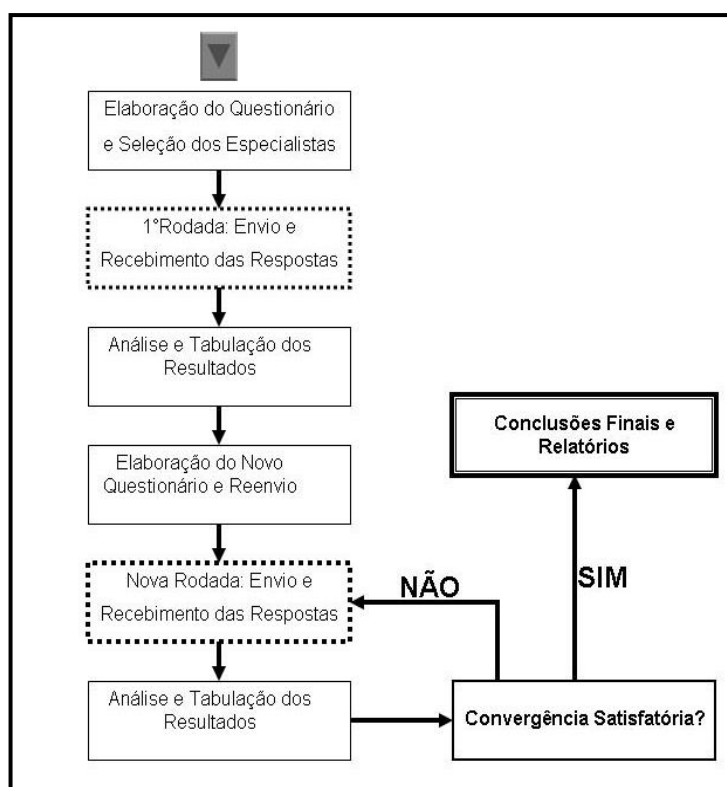 Elaboração do Questionário
e Seleção dos Especialistas
1°Rodada: Envio e
Recebimento das Respostas
Análise e Tabulação dos
Resultados
Elaboração do Novo
Questionário e Reenvio
Nova Rodada: Envio e
Recebimento das Respostas
Análise e Tabulação dos
Resultados
Convergência Satisfatória?
NÃO
SIM
Conclusões Finais e
Relatórios